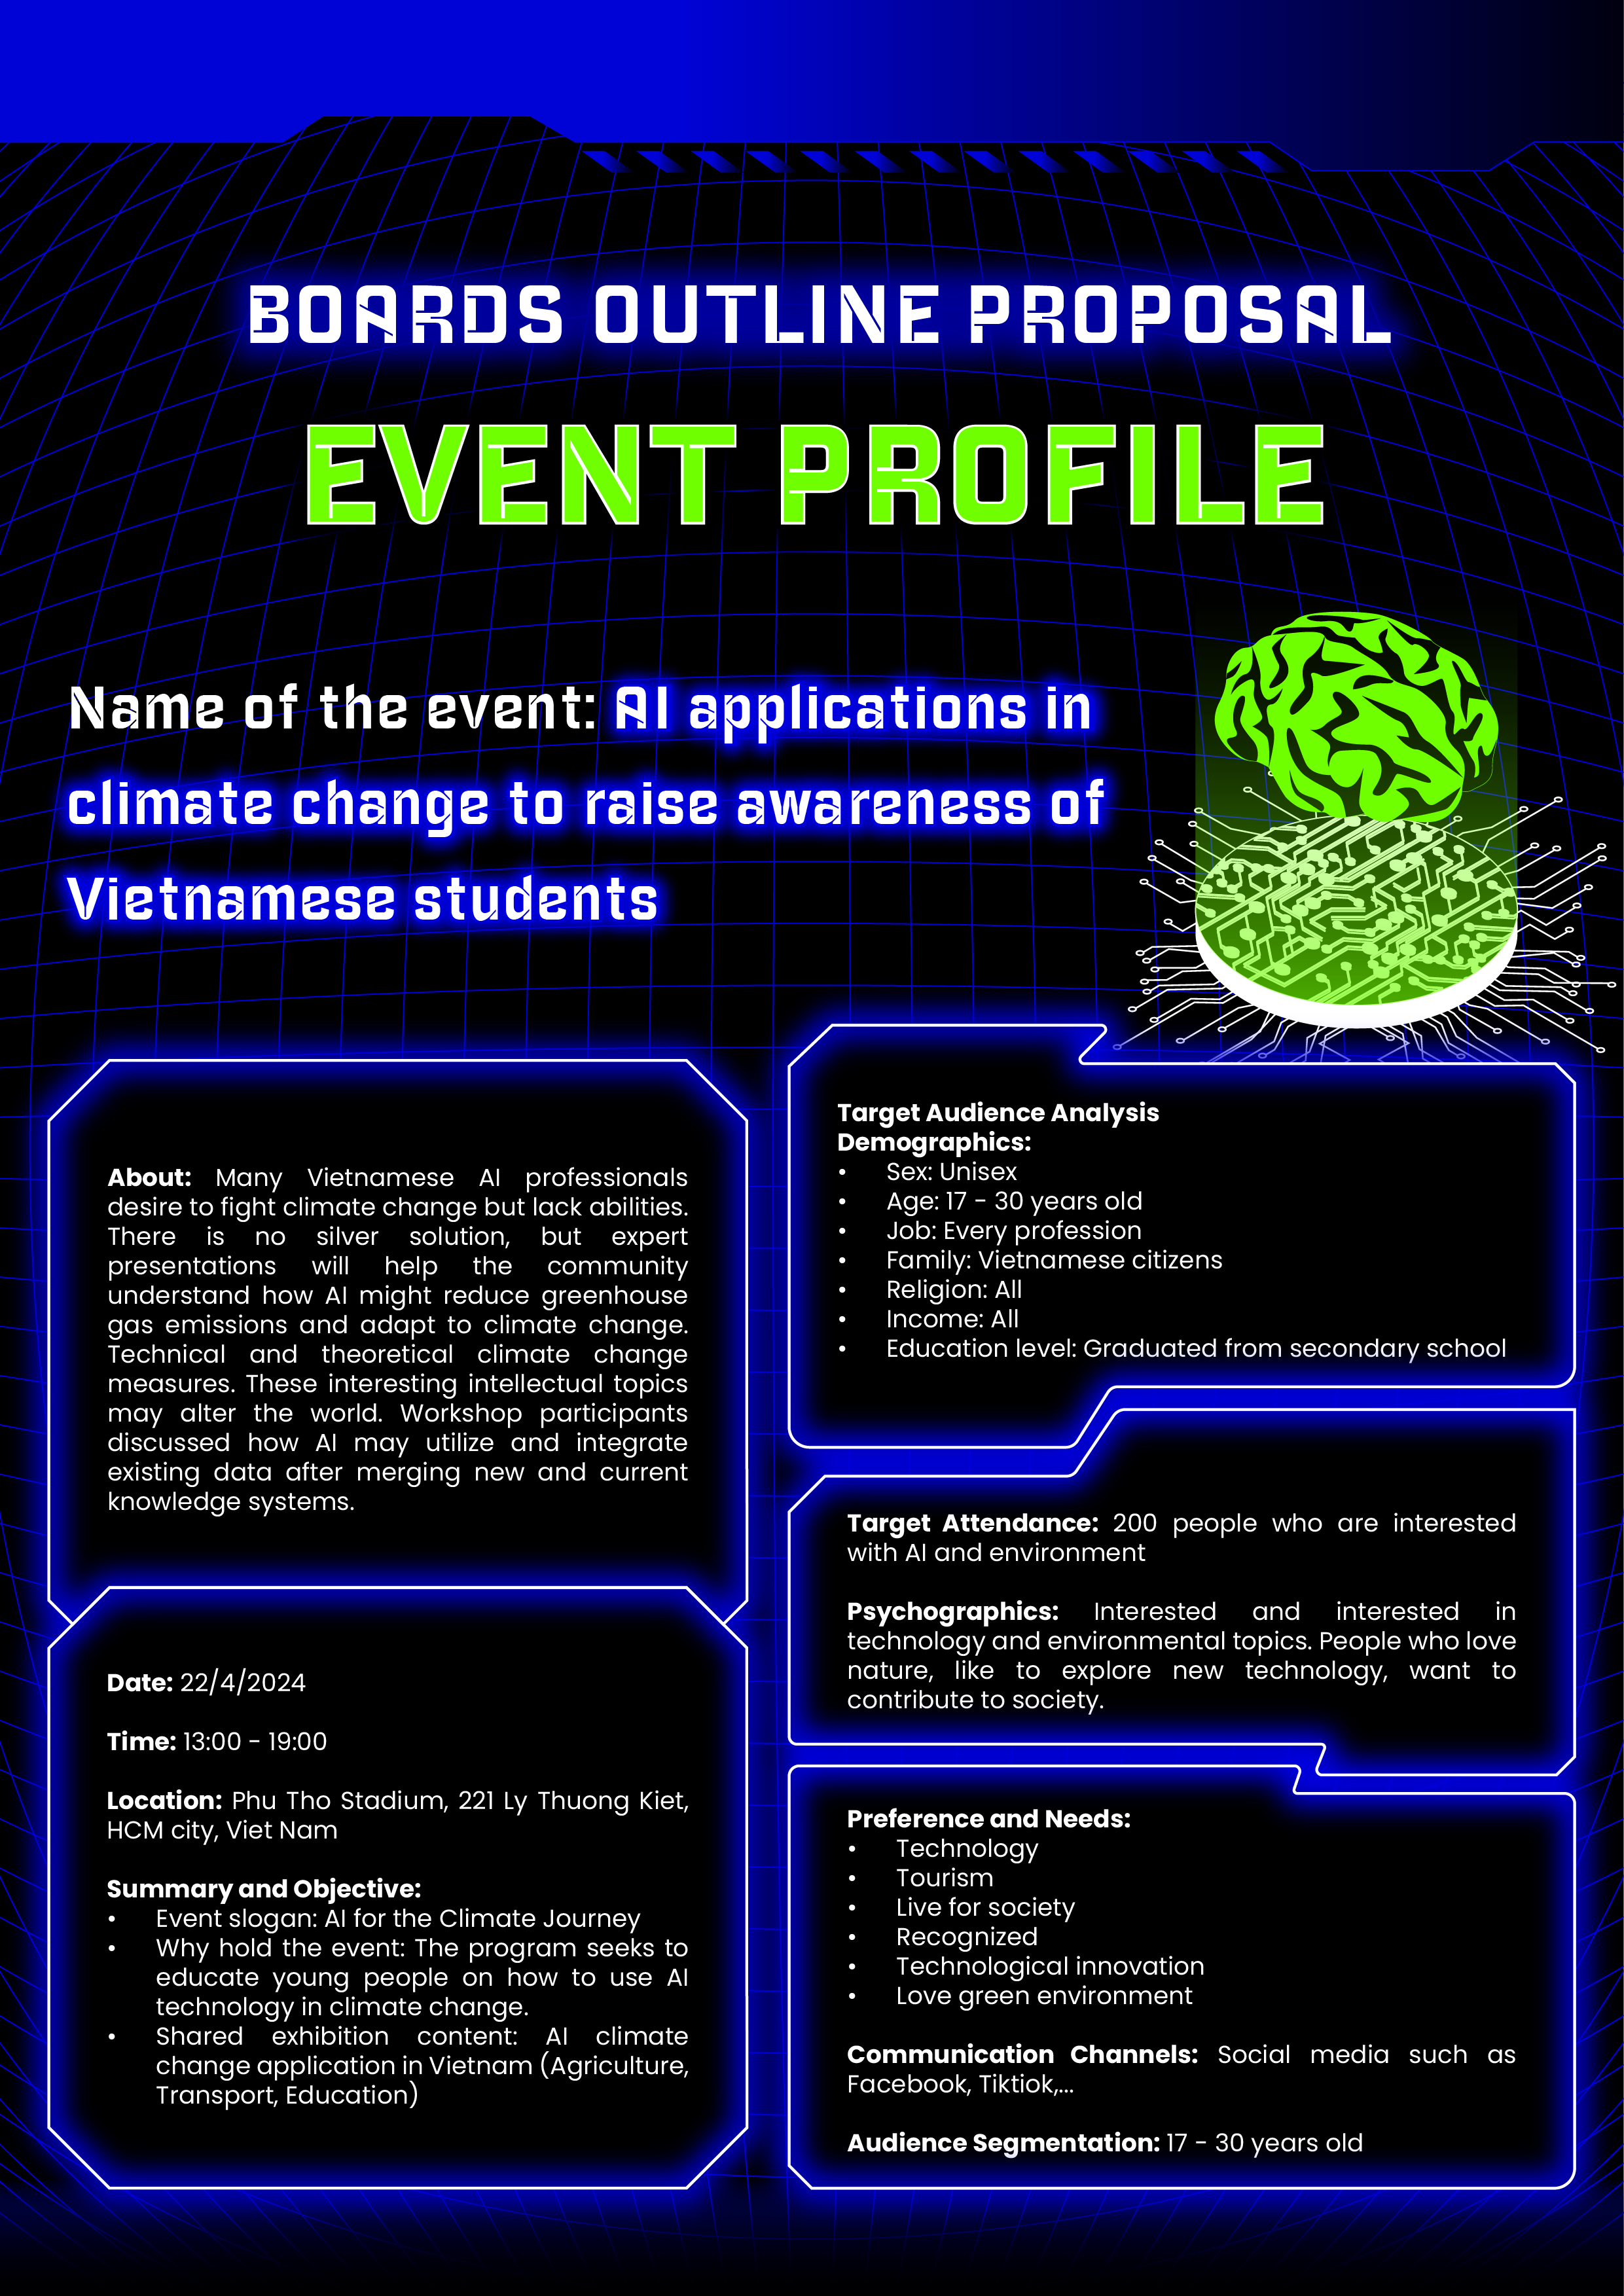 BOARDS OUTLINE PROPOSAL
EVENT PROFILE
Name of the event: AI applications in
climate change to raise awareness of
Vietnamese students
About: Many Vietnamese AI professionals
desire to fight climate change but lack abilities.
There is no silver solution, but expert
presentations will help the community
understand how AI might reduce greenhouse
gas emissions and adapt to climate change.
Technical and theoretical climate change
measures. These interesting intellectual topics
may alter the world. Workshop participants
discussed how AI may utilize and integrate
existing data after merging new and current
knowledge systems.
Date: 22/4/2024
Time: 13:00 - 19:00
Location: Phu Tho Stadium, 221 Ly Thuong Kiet,
HCM city, Viet Nam
Summary and Objective:
• Event slogan: AI for the Climate Journey
• Why hold the event: The program seeks to
educate young people on how to use AI
technology in climate change.
• Shared exhibition content: AI climate
change application in Vietnam (Agriculture,
Transport, Education)
Target Audience Analysis
Demographics:
• Sex: Unisex
• Age: 17 - 30 years old
• Job: Every profession
• Family: Vietnamese citizens
• Religion: All
• Income: All
• Education level: Graduated from secondary school
Target Attendance: 200 people who are interested
with AI and environment
Psychographics: Interested and interested in
technology and environmental topics. People who love
nature, like to explore new technology, want to
contribute to society.
Preference and Needs:
• Technology
• Tourism
• Live for society
• Recognized
• Technological innovation
• Love green environment
Communication Channels: Social media such as
Facebook, Tiktiok,...
Audience Segmentation: 17 - 30 years old